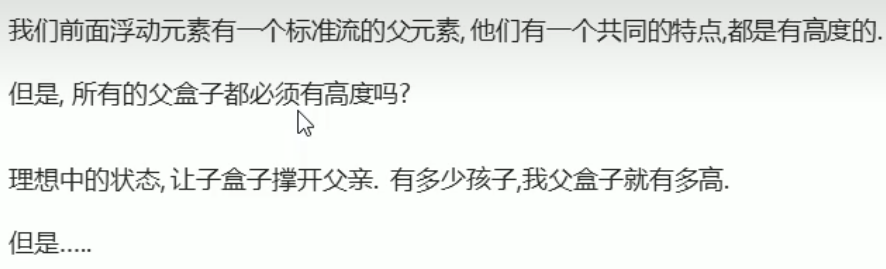 我们前面浮动元素有一个标准流的父元素, 他们有一个共同的特点,都是有高度的.
但是, 所有的父盒子都必须有高度吗?
理想中的状态, 让子盒子撑开父亲. 有多少孩子,我父盒子就有多高.
但是.....